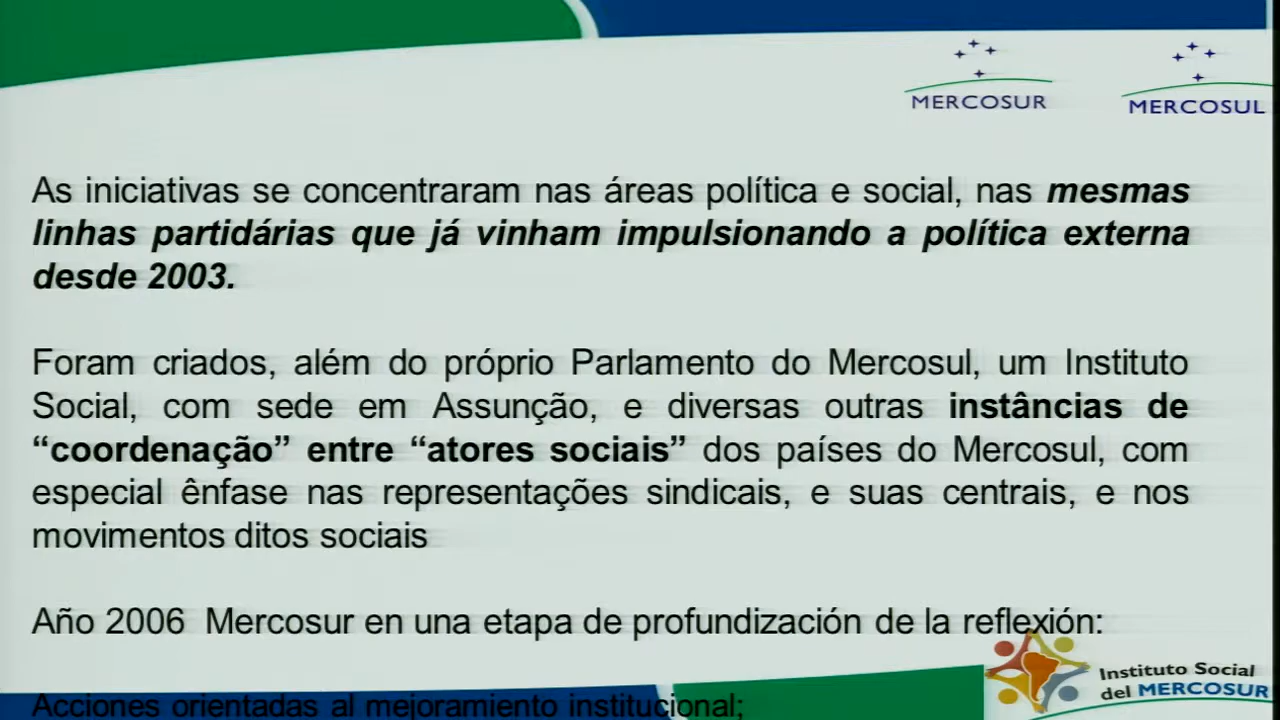 MERCOSUR
MERCOSUL
As iniciativas se concentraram nas áreas política e social, nas mesmas
linhas partidárias que já vinham impulsionando a política externa
desde 2003.
Foram criados, além do próprio Parlamento do Mercosul, um Instituto
Social, com sede em Assunção, e diversas outras instâncias de
“coordenação” entre “atores sociais” dos países do Mercosul, com
especial ênfase nas representações sindicais, e suas centrais, e nos
movimentos ditos sociais
Año 2006 Mercosur en una etapa de profundización de la reflexión:
Acciones orientadas al mejoramiento institucional;
Instituto Social
del MERCOSUR